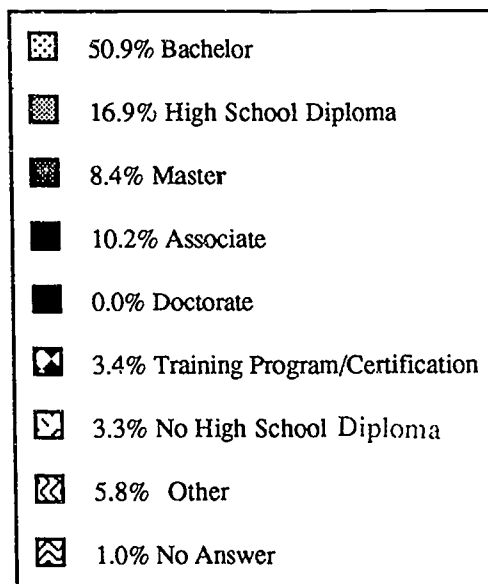 50.9% Bachelor
16.9% High School Diploma
8.4% Master
10.2% Associate
0.0% Doctorate
3.4% Training Program/Certification
3.3% No High School Diploma
5.8% Other
1.0% No Answer